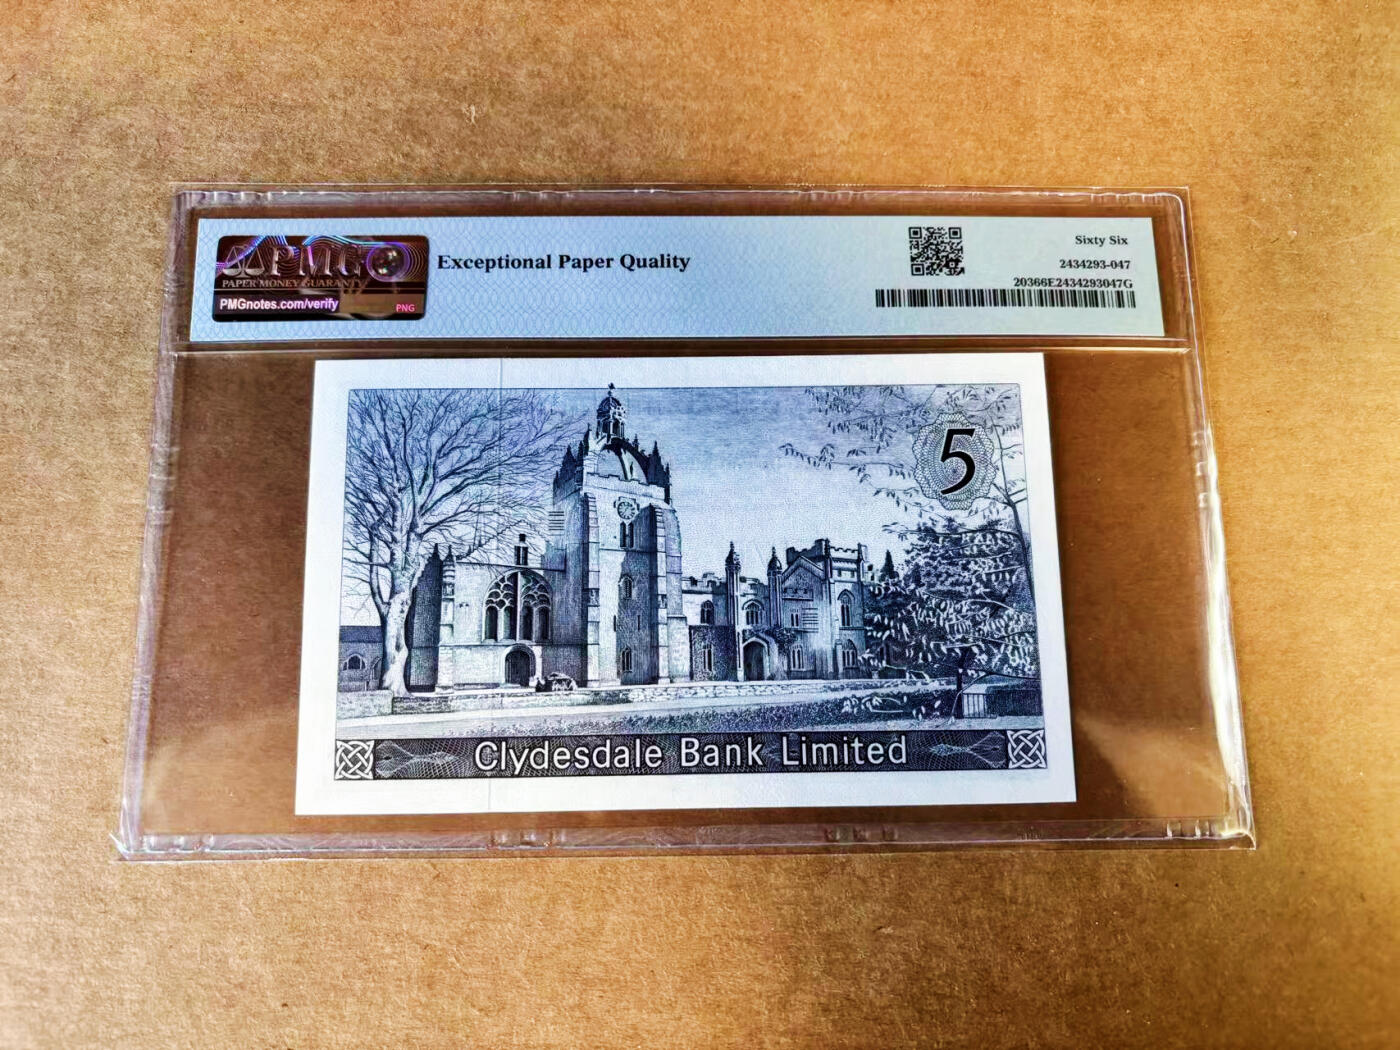 PMG
PAPER MONEY GUARANTY
PMGnotes.com/verify
PNG
Exceptional Paper Quality
Sixty Six
2434293-047
20366E2434293047G
5
Clydesdale Bank Limited